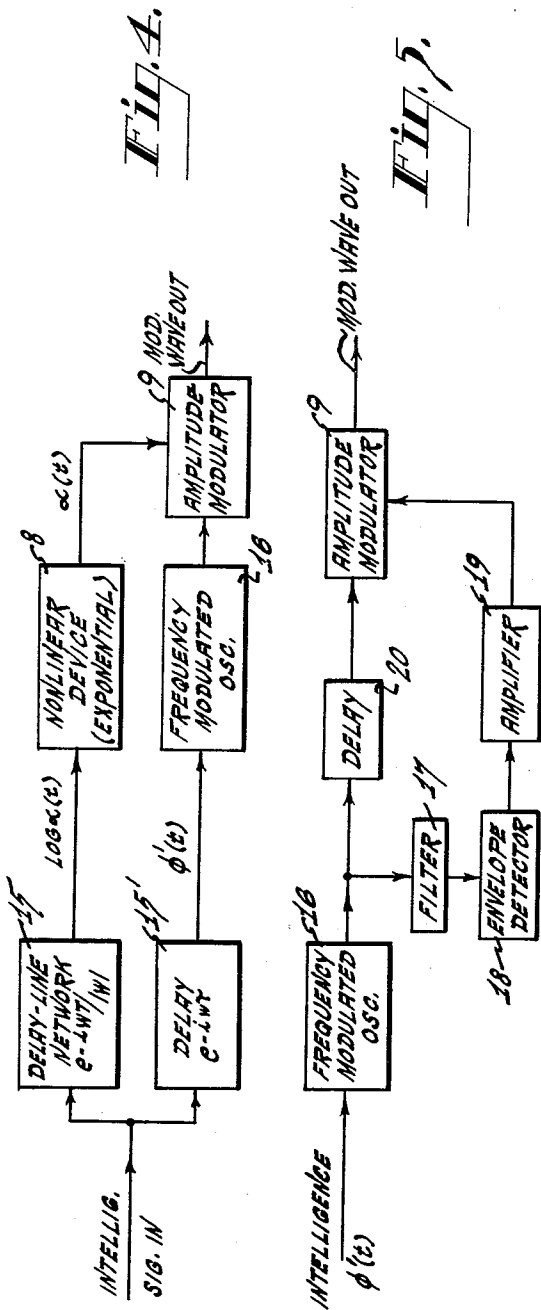 Fig. 4.
INTELLIG.
SIG. IN
15
DELAY-LINE
NETWORK
e-iωT/|ω|
LOG α(t)
8
NONLINEAR
DEVICE
(EXPONENTIAL)
α(t)
15'
DELAY
e-iωτ
ϕ'(t)
FREQUENCY
MODULATED
OSC.
16
9
AMPLITUDE
MODULATOR
MOD.
WAVE OUT
Fig. 5.
INTELLIGENCE
ϕ'(t)
16
FREQUENCY
MODULATED
OSC.
DELAY
20
9
AMPLITUDE
MODULATOR
MOD. WAVE OUT
FILTER
17
18
ENVELOPE
DETECTOR
AMPLIFIER
19